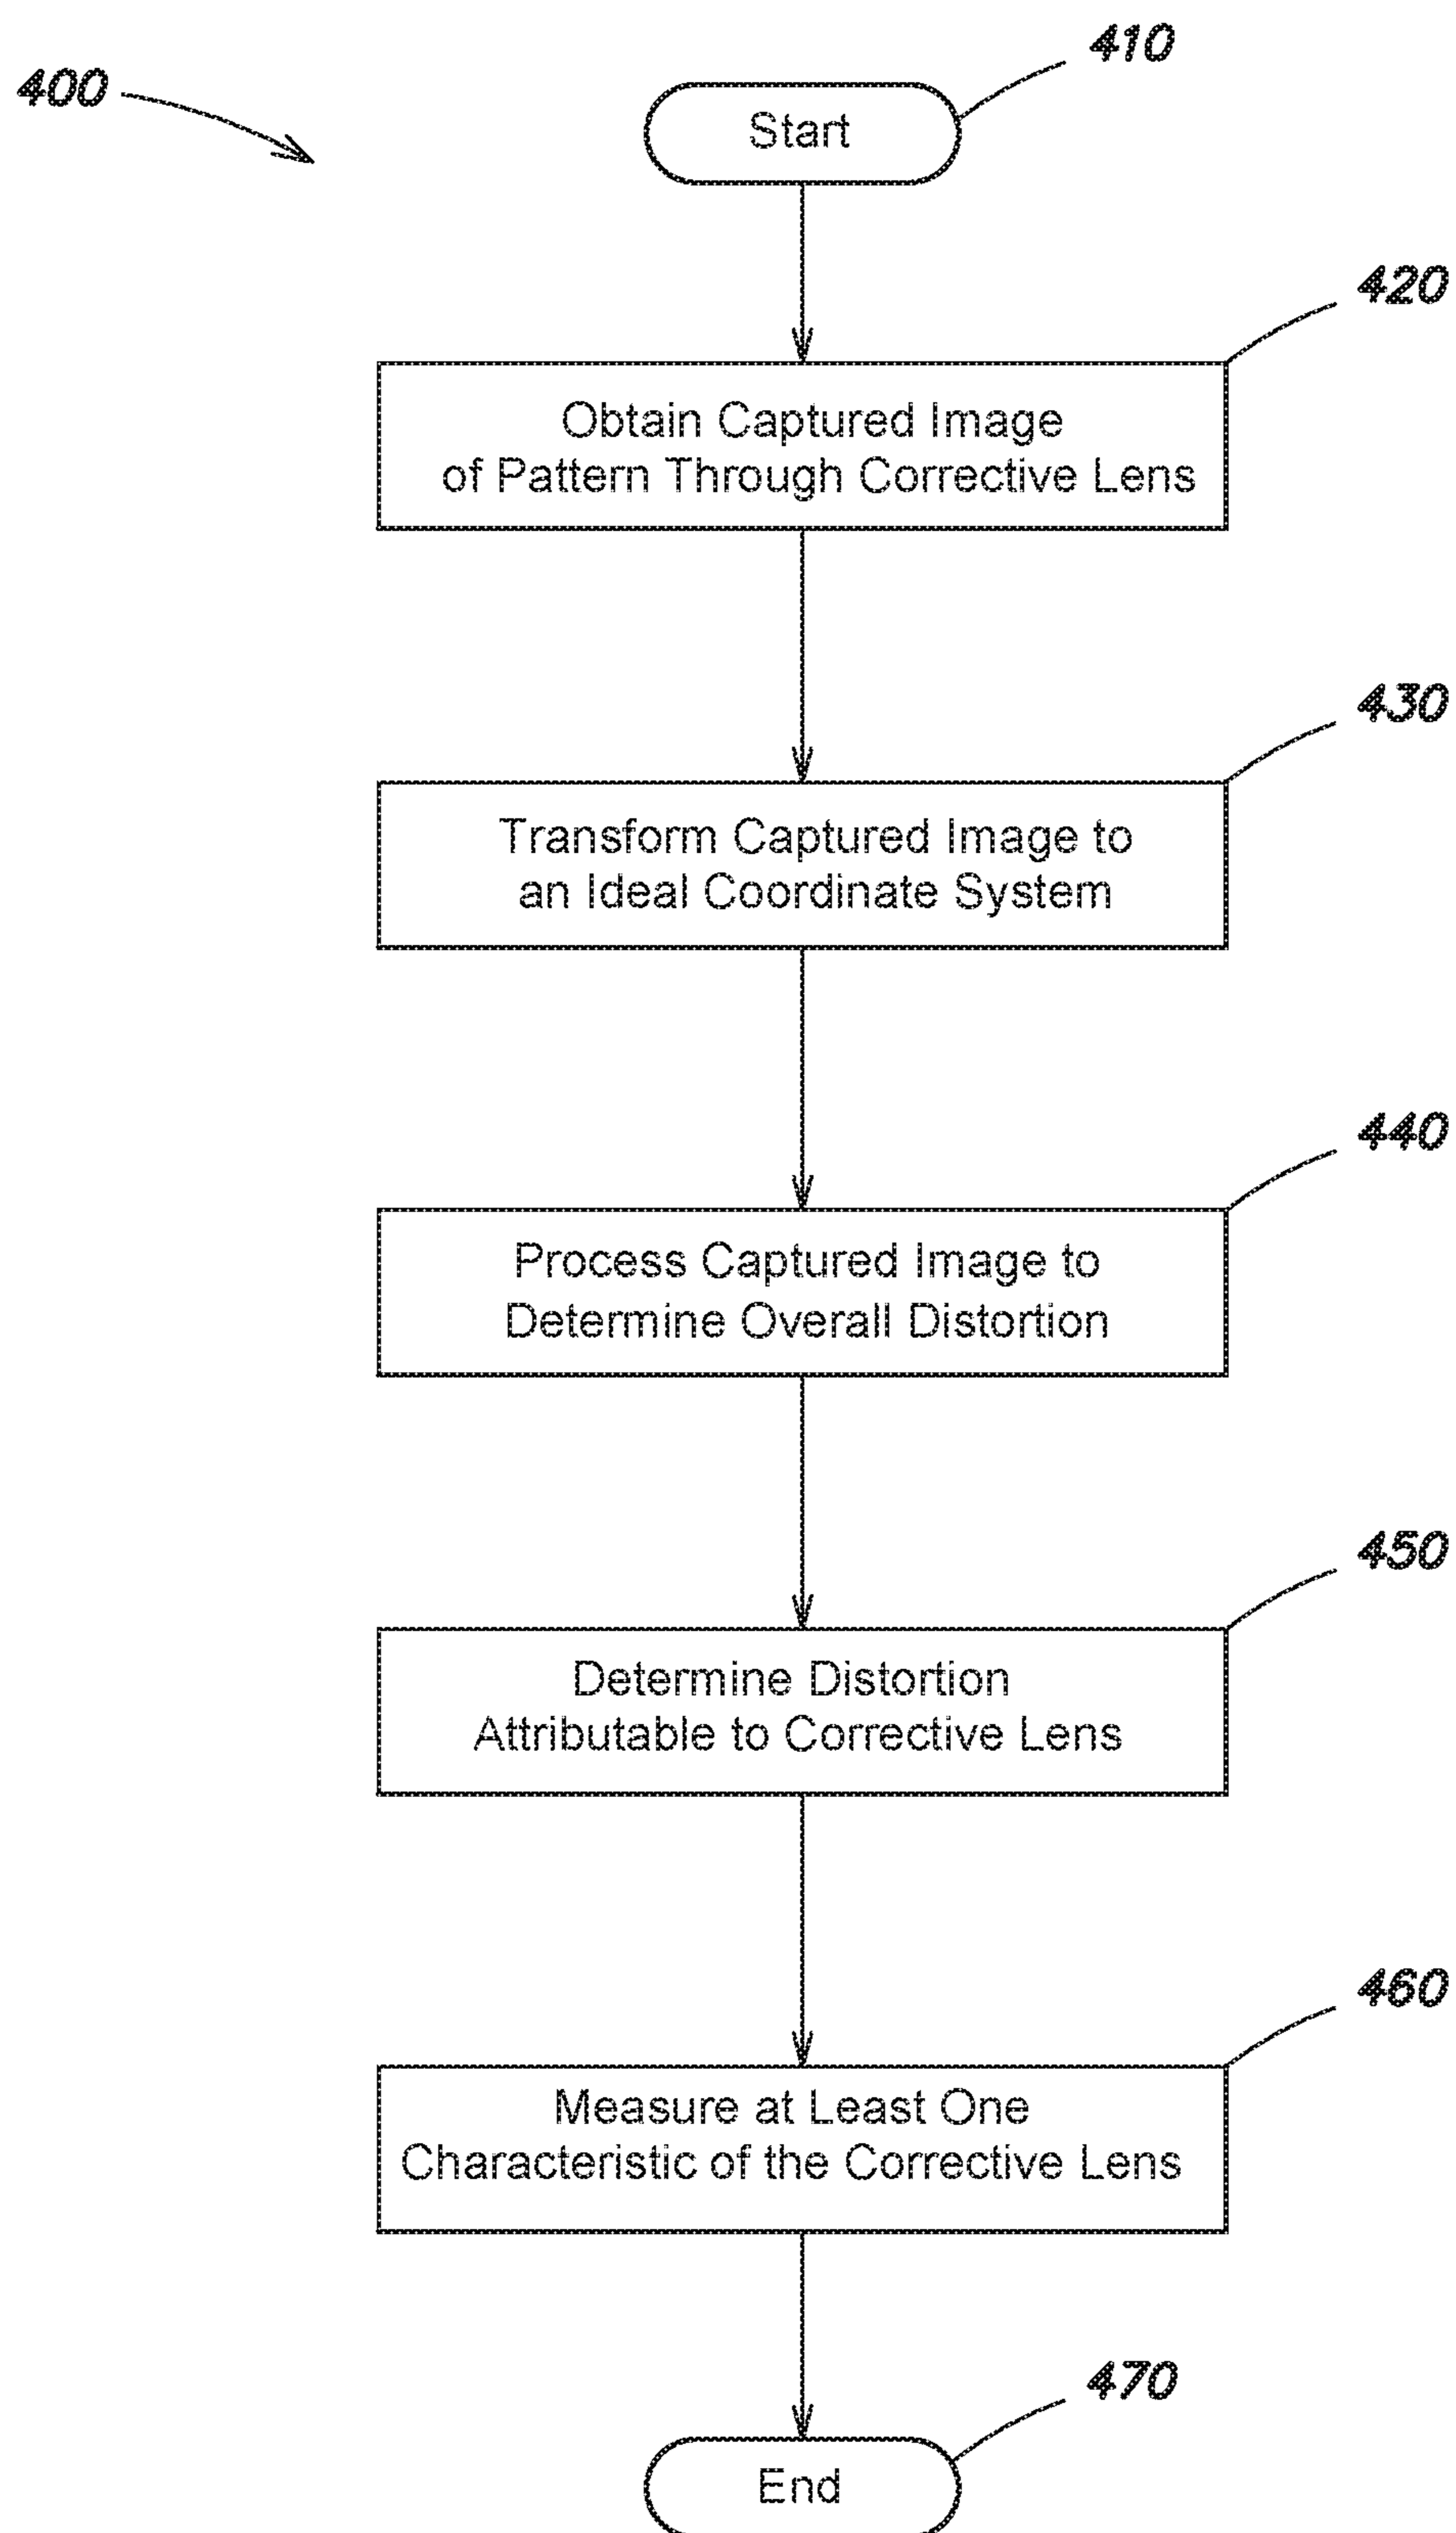 400
410
Start
420
Obtain Captured Image
of Pattern Through Corrective Lens
430
Transform Captured Image to
an Ideal Coordinate System
440
Process Captured Image to
Determine Overall Distortion
450
Determine Distortion
Attributable to Corrective Lens
460
Measure at Least One
Characteristic of the Corrective Lens
470
End